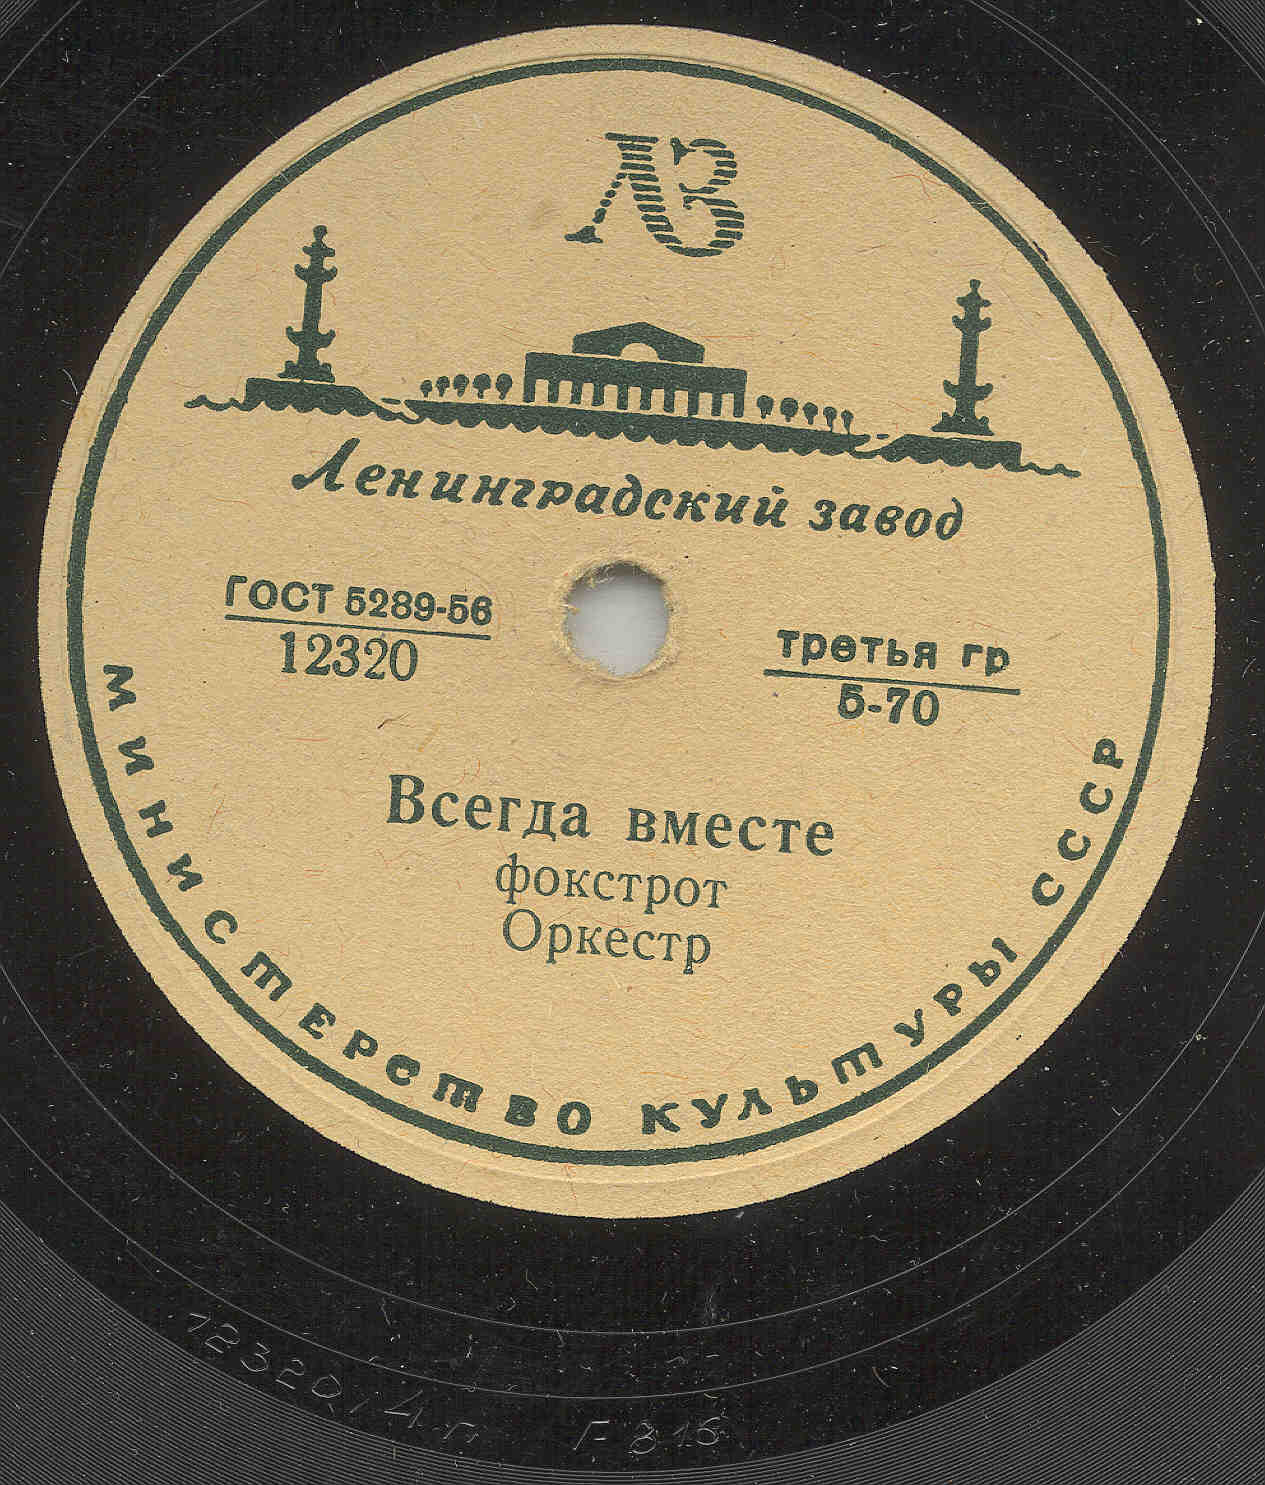 ЛЗ
Ленинградский завод
ГОСТ 5289-56
12320
третья гр
5-70
Всегда вместе
фокстрот
Оркестр
МИНИСТЕРСТВО КУЛЬТУРЫ СССР